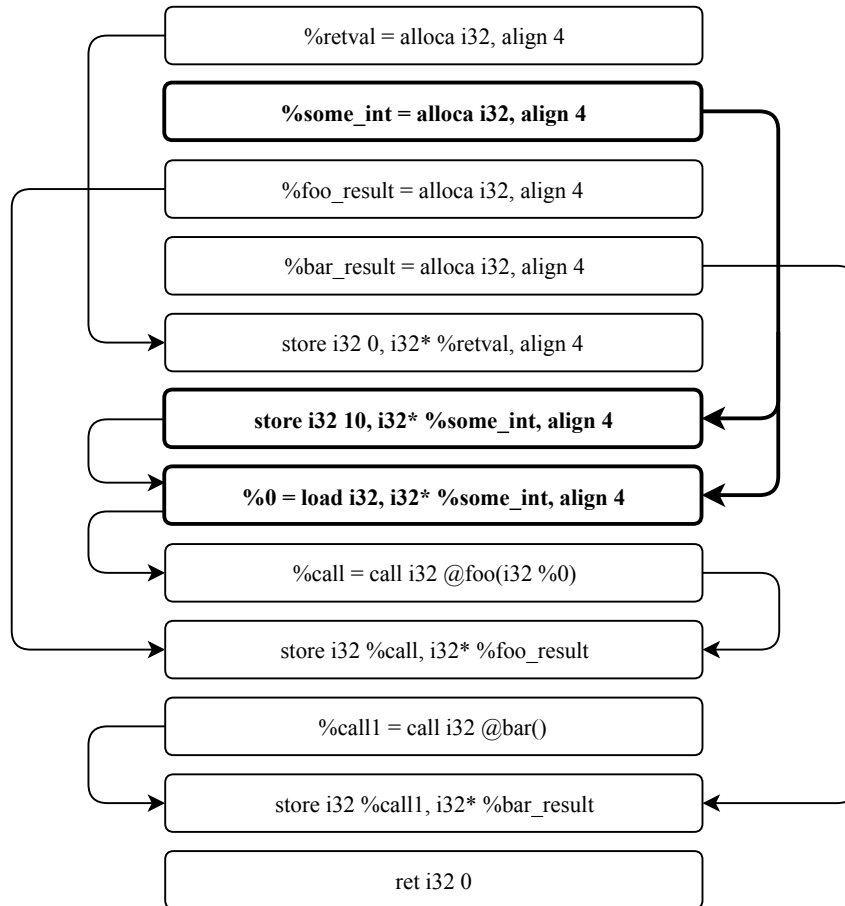 %retval = alloca i32, align 4
%some_int = alloca i32, align 4
%foo_result = alloca i32, align 4
%bar_result = alloca i32, align 4
store i32 0, i32* %retval, align 4
store i32 10, i32* %some_int, align 4
%0 = load i32, i32* %some_int, align 4
%call = call i32 @foo(i32 %0)
store i32 %call, i32* %foo_result
%call1 = call i32 @bar()
store i32 %call1, i32* %bar_result
ret i32 0